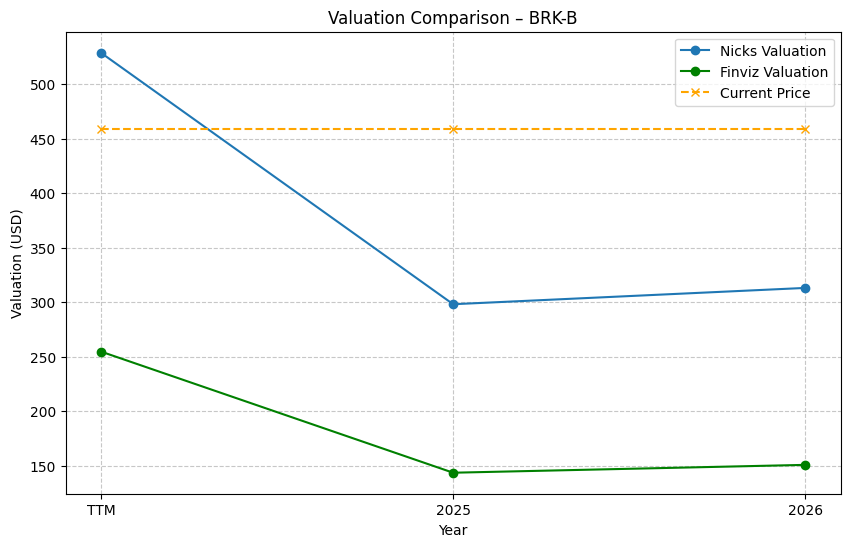 Valuation Comparison – BRK-B
Nicks Valuation
Finviz Valuation
Current Price
Valuation (USD)
500
450
400
350
300
250
200
150
TTM
2025
2026
Year